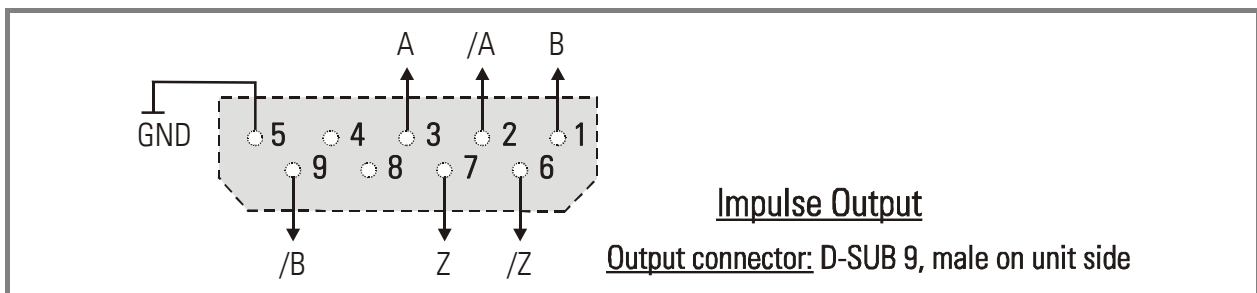 A /A B
GND 5 4 3 2 1
9 8 7 6
Impulse Output
/B Z /Z
Output connector: D-SUB 9, male on unit side